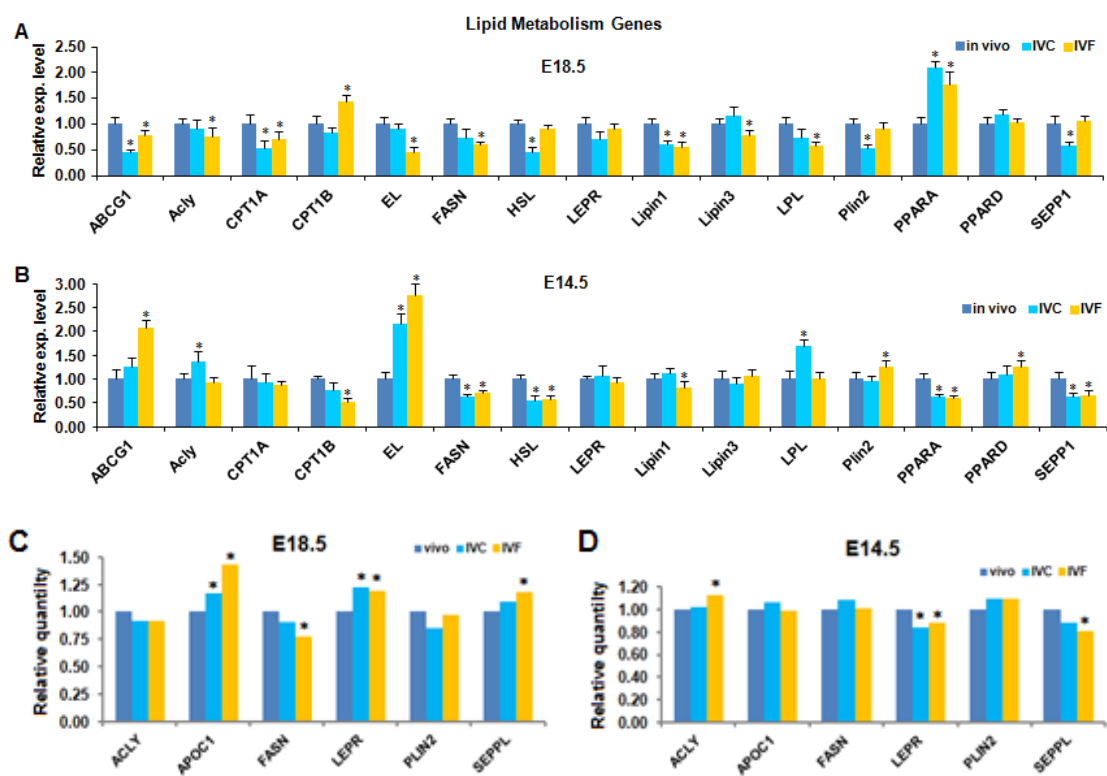 Lipid Metabolism Genes
A
in vivo IVC IVF
E18.5
Relative exp. level
2.50
2.00
1.50
1.00
0.50
0.00
* * * * * * * * * * * * * * * * * *
ABCG1 Acly CPT1A CPT1B EL FASN HSL LEPR Lipin1 Lipin3 LPL Plin2 PPARA PPARD SEPP1
B
E14.5
in vivo IVC IVF
Relative exp. level
3.00
2.50
2.00
1.50
1.00
0.50
0.00
* * * * * * * * * * * * * * * * * *
ABCG1 Acly CPT1A CPT1B EL FASN HSL LEPR Lipin1 Lipin3 LPL Plin2 PPARA PPARD SEPP1
C
E18.5
vivo IVC IVF
Relative quantilty
1.50
1.25
1.00
0.75
0.50
0.25
0.00
* * * * * *
ACLY APOC1 FASN LEPR PLIN2 SEPPL
D
E14.5
vivo IVC IVF
Relative quantilty
1.20
1.00
0.80
0.60
0.40
0.20
0.00
* * * *
ACLY APOC1 FASN LEPR PLIN2 SEPPL